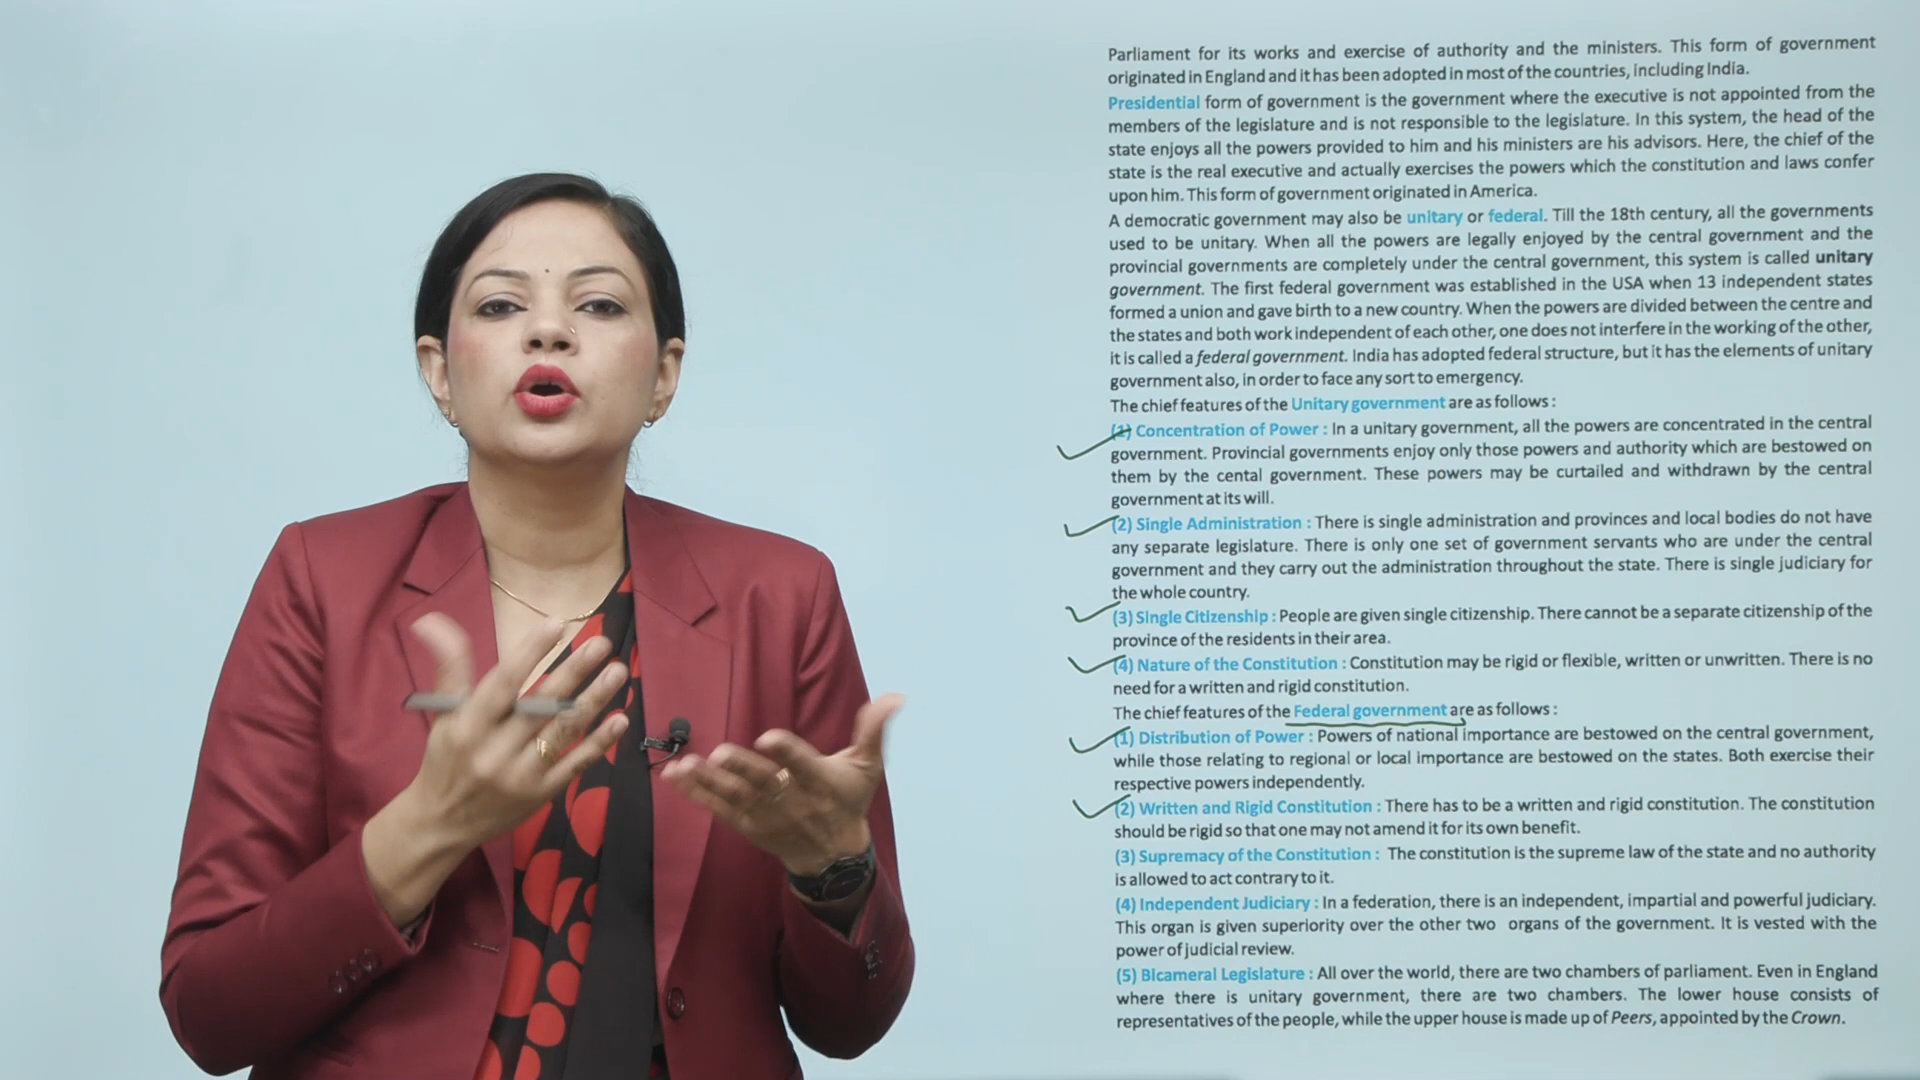 Parliament for its works and exercise of authority and the ministers. This form of government
originated in England and it has been adopted in most of the countries, including India.
Presidential form of government is the government where the executive is not appointed from the
members of the legislature and is not responsible to the legislature. In this system, the head of the
state enjoys all the powers provided to him and his ministers are his advisors. Here, the chief of the
state is the real executive and actually exercises the powers which the constitution and laws confer
upon him. This form of government originated in America.
A democratic government may also be unitary or federal. Till the 18th century, all the governments
used to be unitary. When all the powers are legally enjoyed by the central government and the
provincial governments are completely under the central government, this system is called unitary
government. The first federal government was established in the USA when 13 independent states
formed a union and gave birth to a new country. When the powers are divided between the centre and
the states and both work independent of each other, one does not interfere in the working of the other,
it is called a federal government. India has adopted federal structure, but it has the elements of unitary
government also, in order to face any sort to emergency.
The chief features of the Unitary government are as follows :
(1) Concentration of Power : In a unitary government, all the powers are concentrated in the central
government. Provincial governments enjoy only those powers and authority which are bestowed on
them by the cental government. These powers may be curtailed and withdrawn by the central
government at its will.
(2) Single Administration : There is single administration and provinces and local bodies do not have
any separate legislature. There is only one set of government servants who are under the central
government and they carry out the administration throughout the state. There is single judiciary for
the whole country.
(3) Single Citizenship : People are given single citizenship. There cannot be a separate citizenship of the
province of the residents in their area.
(4) Nature of the Constitution : Constitution may be rigid or flexible, written or unwritten. There is no
need for a written and rigid constitution.
The chief features of the Federal government are as follows :
(1) Distribution of Power : Powers of national importance are bestowed on the central government,
while those relating to regional or local importance are bestowed on the states. Both exercise their
respective powers independently.
(2) Written and Rigid Constitution : There has to be a written and rigid constitution. The constitution
should be rigid so that one may not amend it for its own benefit.
(3) Supremacy of the Constitution : The constitution is the supreme law of the state and no authority
is allowed to act contrary to it.
(4) Independent Judiciary : In a federation, there is an independent, impartial and powerful judiciary.
This organ is given superiority over the other two organs of the government. It is vested with the
power of judicial review.
(5) Bicameral Legislature : All over the world, there are two chambers of parliament. Even in England
where there is unitary government, there are two chambers. The lower house consists of
representatives of the people, while the upper house is made up of Peers, appointed by the Crown.